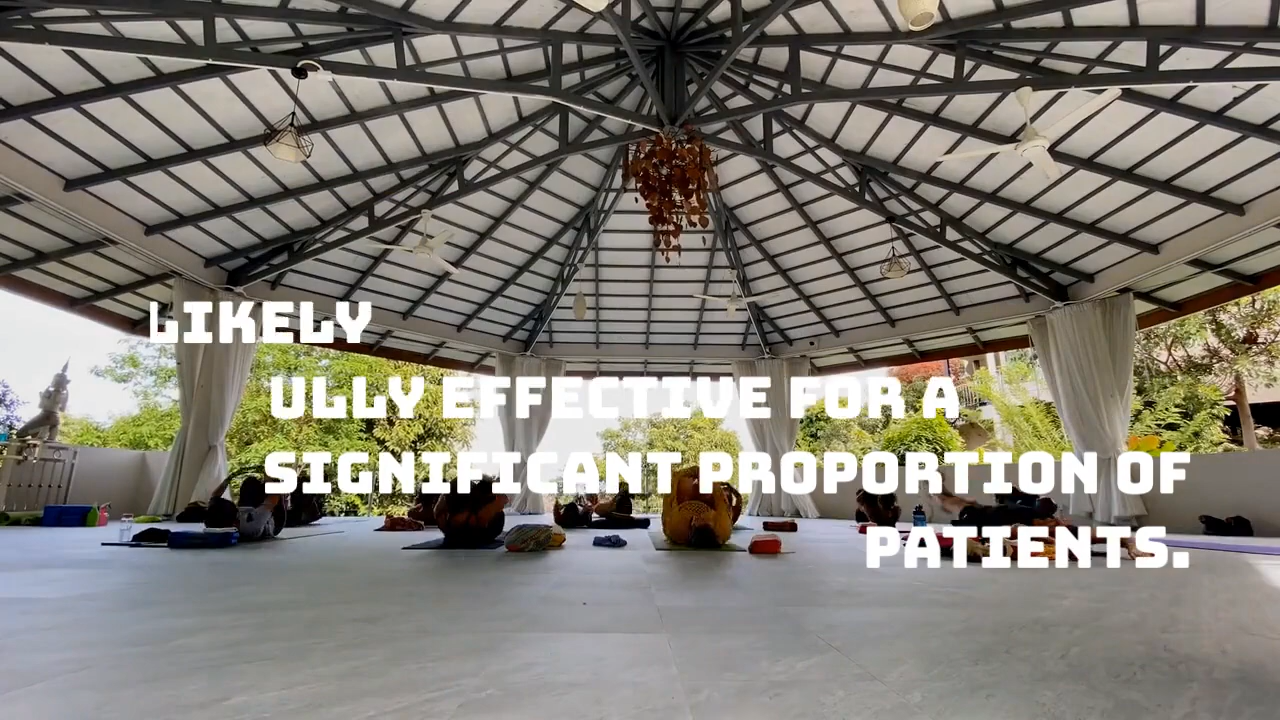 LIKELY
ULLY EFFECTIVE FOR A
SIGNIFICANT PROPORTION OF
PATIENTS.